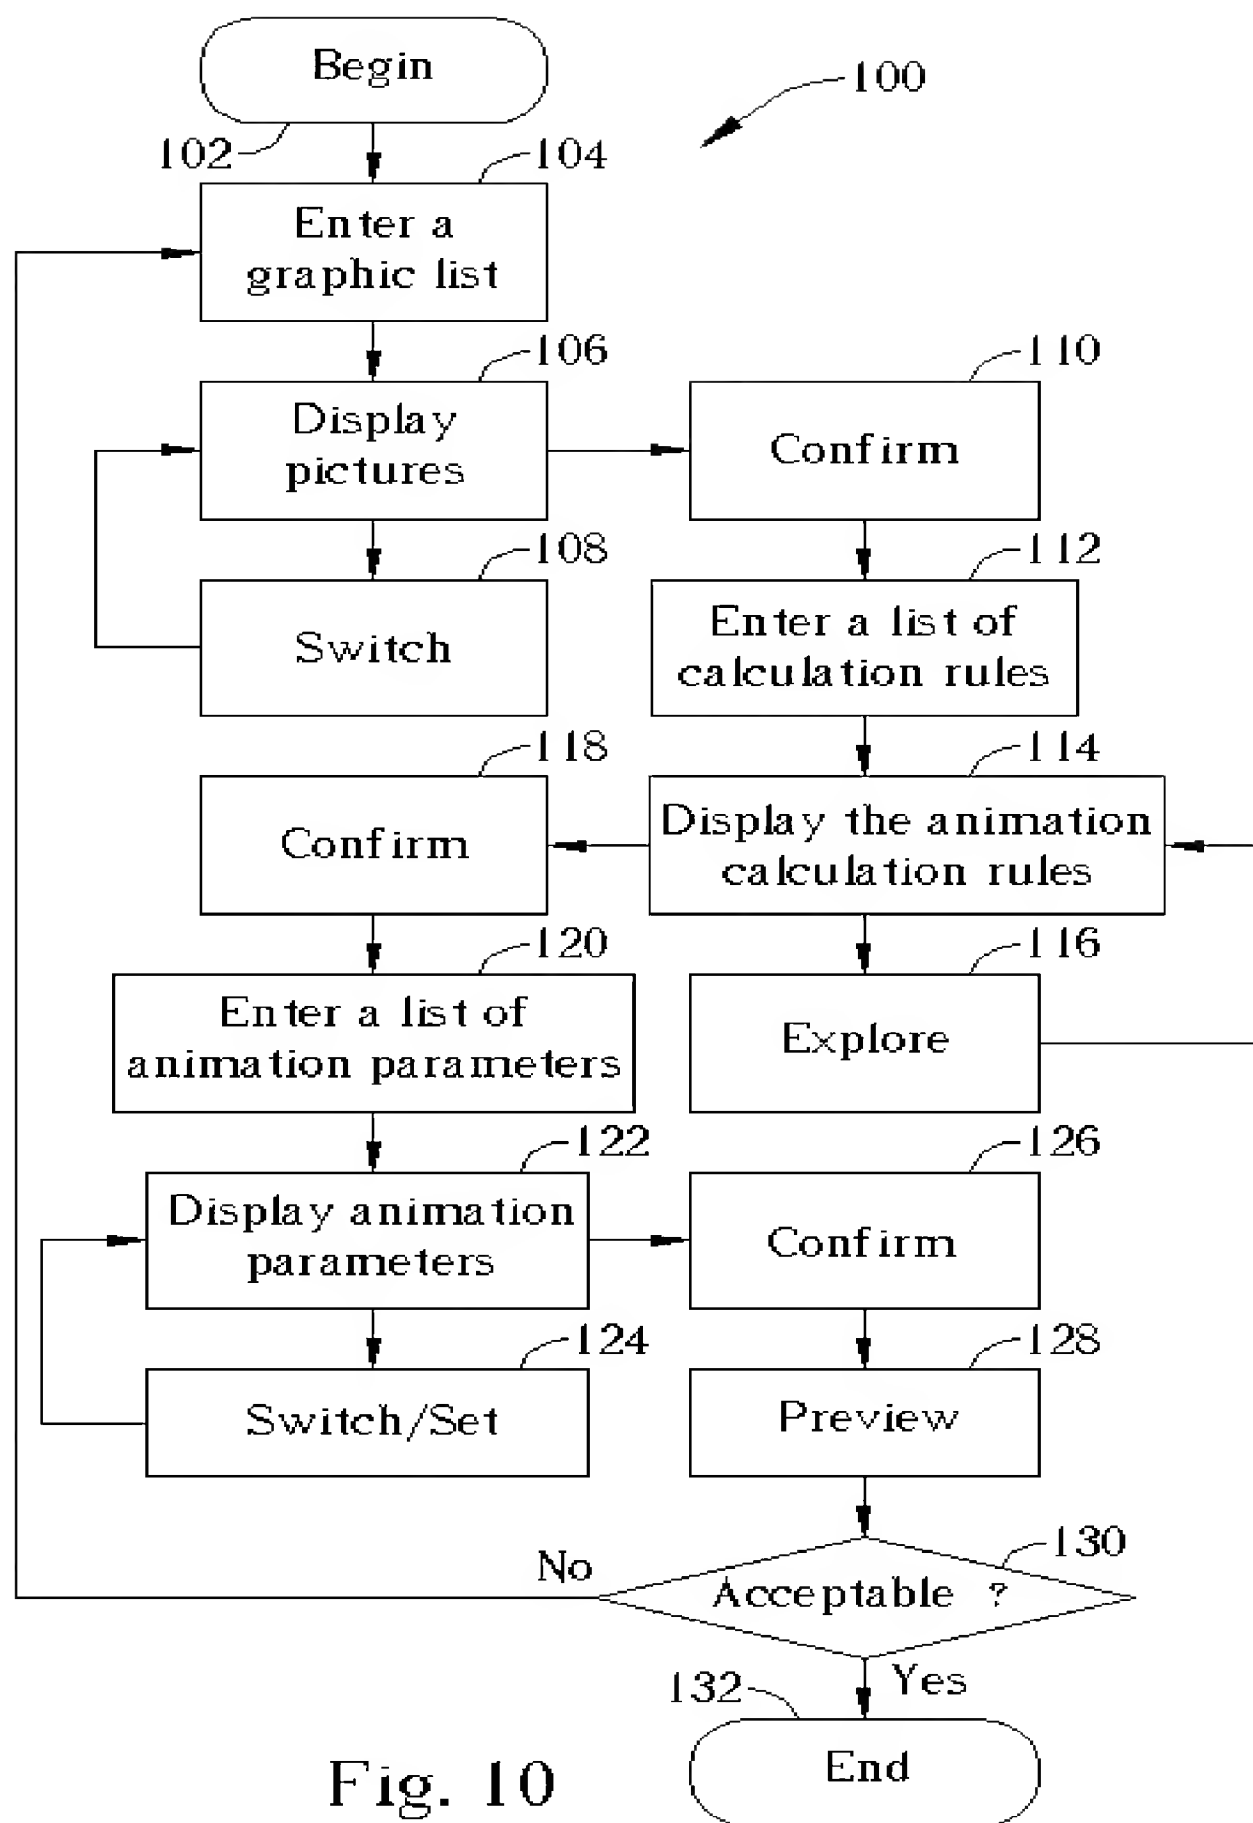 Begin
100
102
104
Enter a
graphic list
106
110
Display
pictures
Confirm
108
112
Switch
Enter a list of
calculation rules
118
114
Confirm
Display the animation
calculation rules
120
116
Enter a list of
animation parameters
Explore
122
126
Display animation
parameters
Confirm
124
128
Switch/Set
Preview
130
No
Acceptable ?
Yes
132
End
Fig. 10